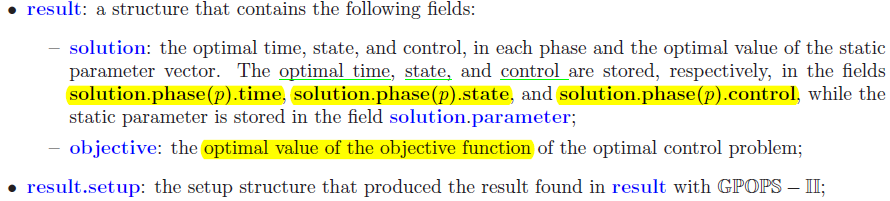 • result: a structure that contains the following fields:
– solution: the optimal time, state, and control, in each phase and the optimal value of the static
parameter vector. The optimal time, state, and control are stored, respectively, in the fields
solution.phase(p).time, solution.phase(p).state, and solution.phase(p).control, while the
static parameter is stored in the field solution.parameter;
– objective: the optimal value of the objective function of the optimal control problem;
• result.setup: the setup structure that produced the result found in result with 𝔾ℙ𝕆ℙ𝕊 − 𝕀𝕀;